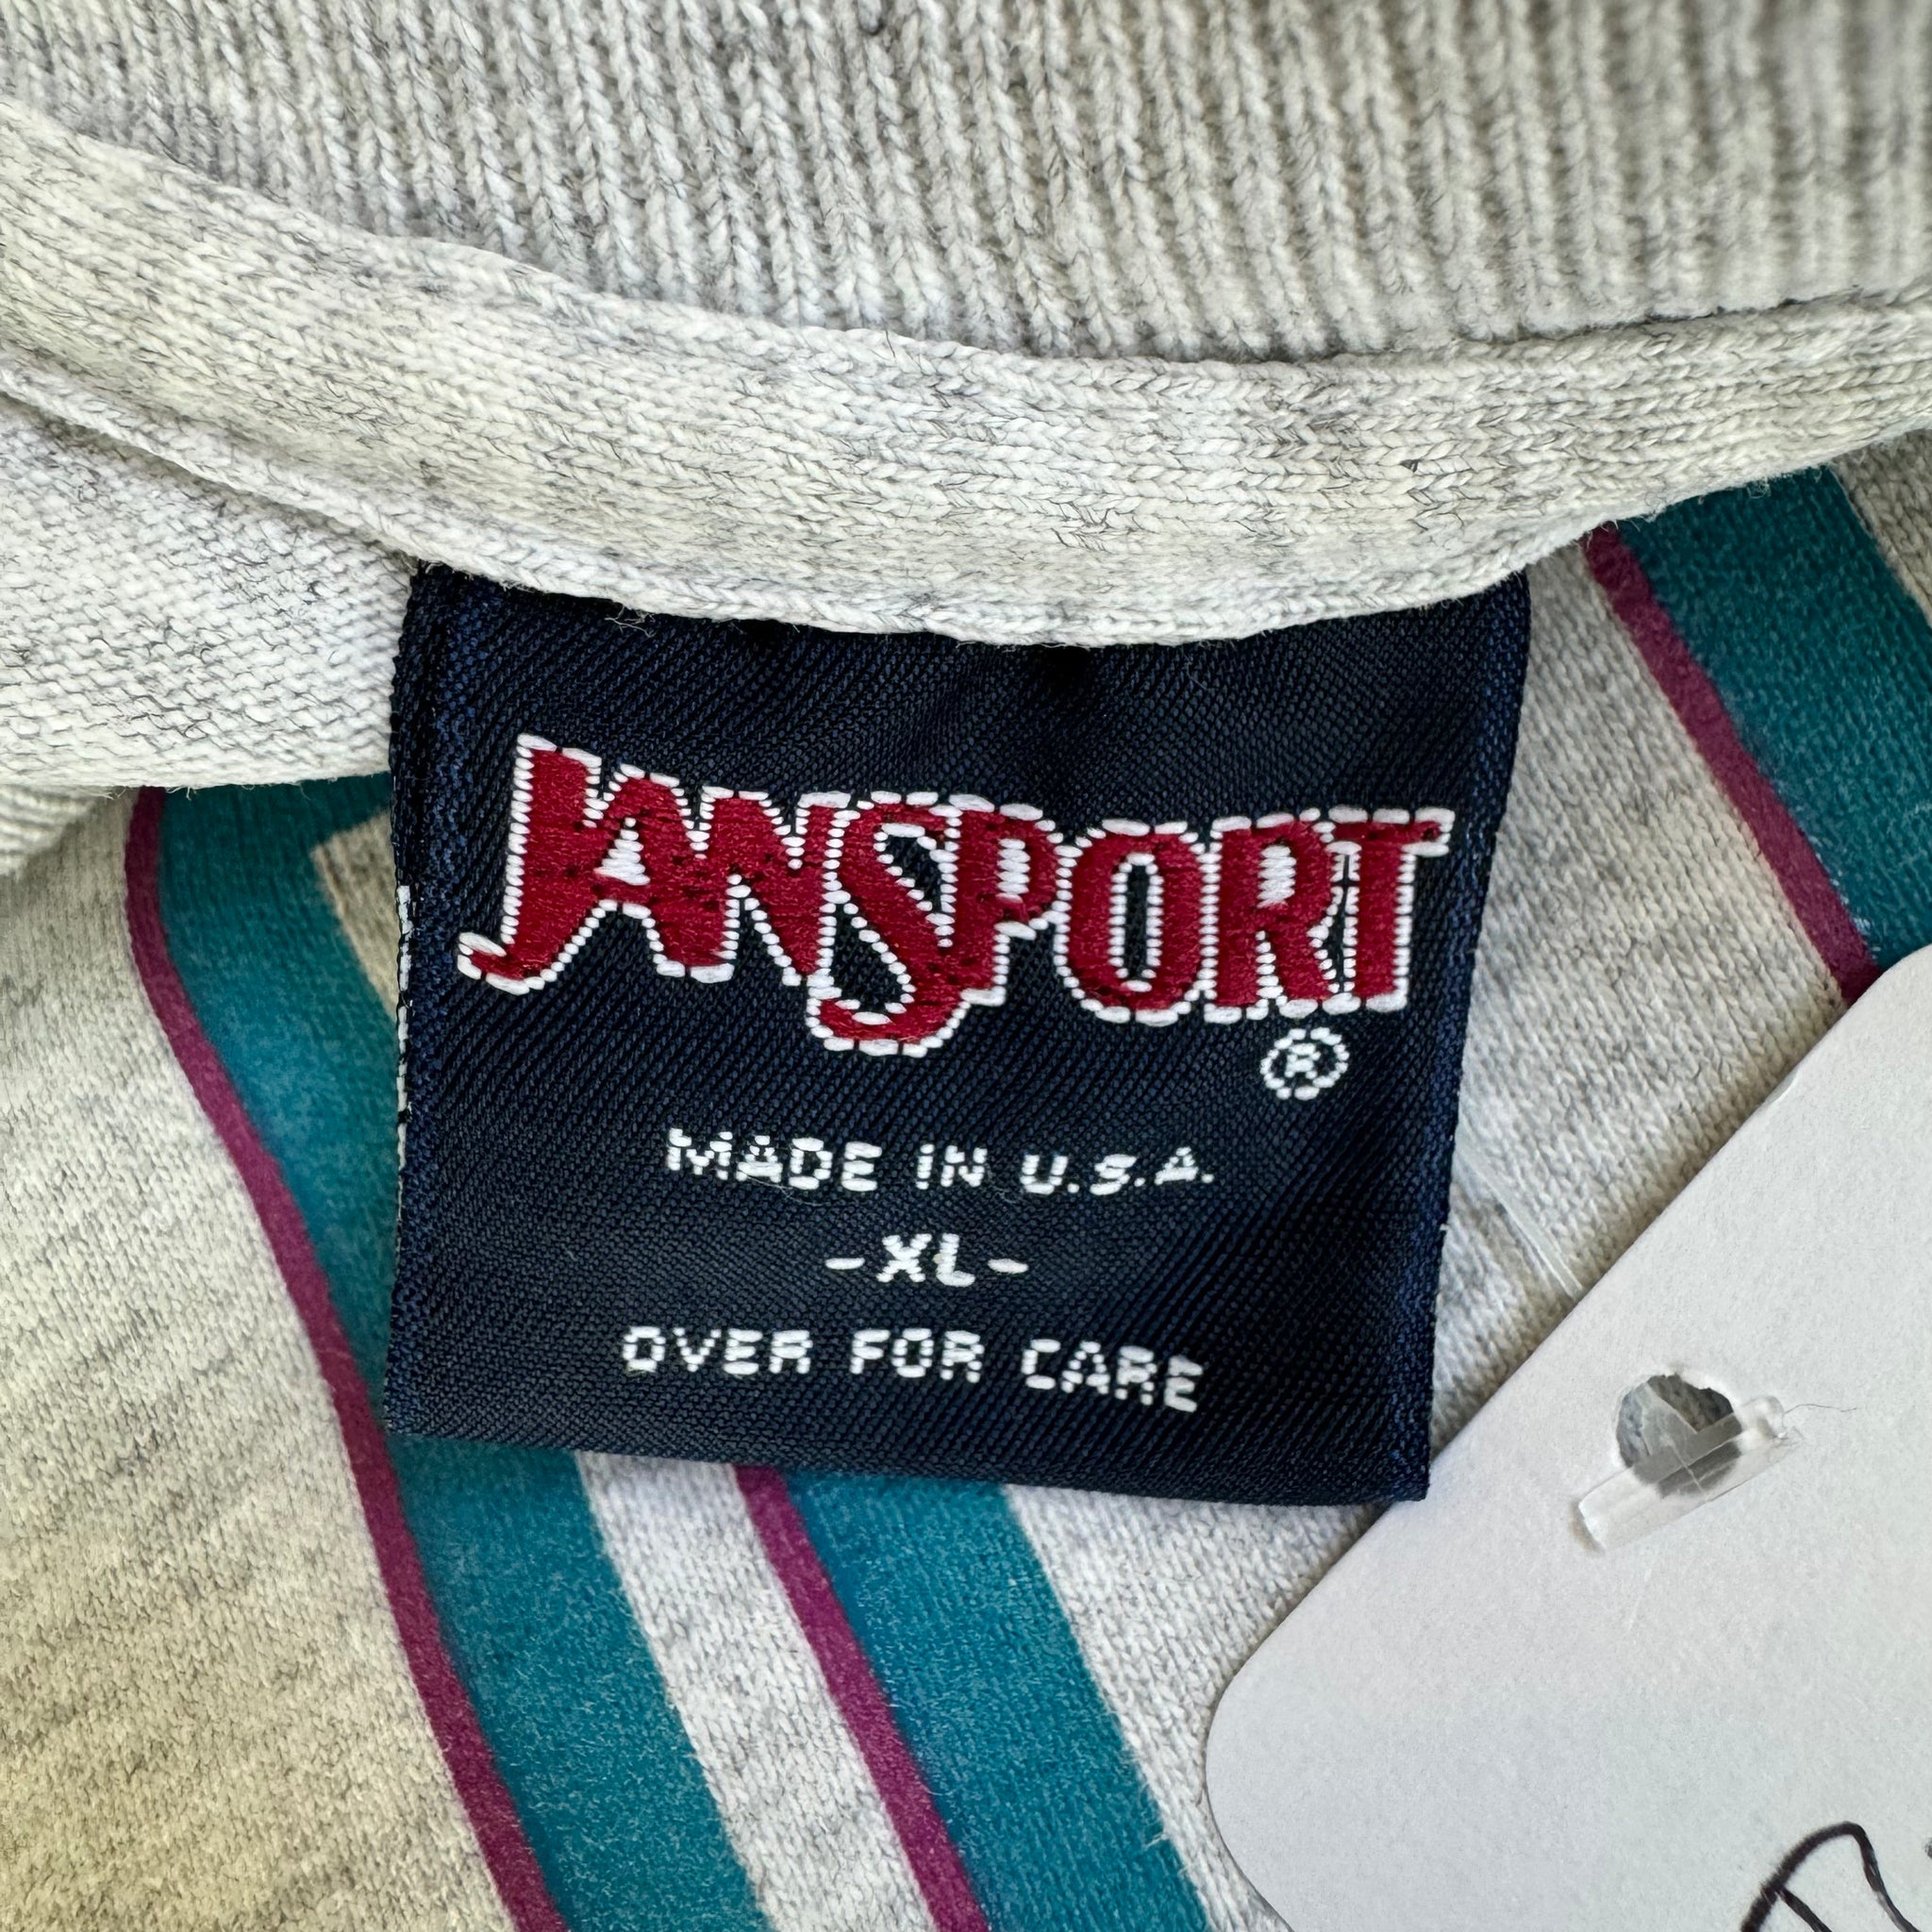 JANSPORT
®
MADE IN U.S.A.
-XL-
OVER FOR CARE